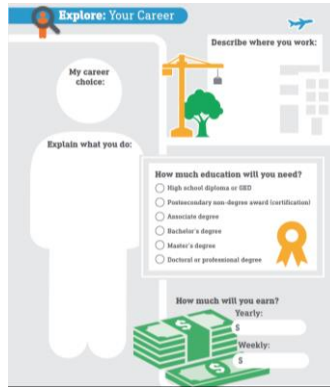 Explore: Your Career
Describe where you work:
My career
choice:
Explain what you do:
How much education will you need?
High school diploma or GED
Postsecondary non-degree award (certification)
Associate degree
Bachelor's degree
Master's degree
Doctoral or professional degree
How much will you earn?
Yearly:
$
Weekly:
$
$
$